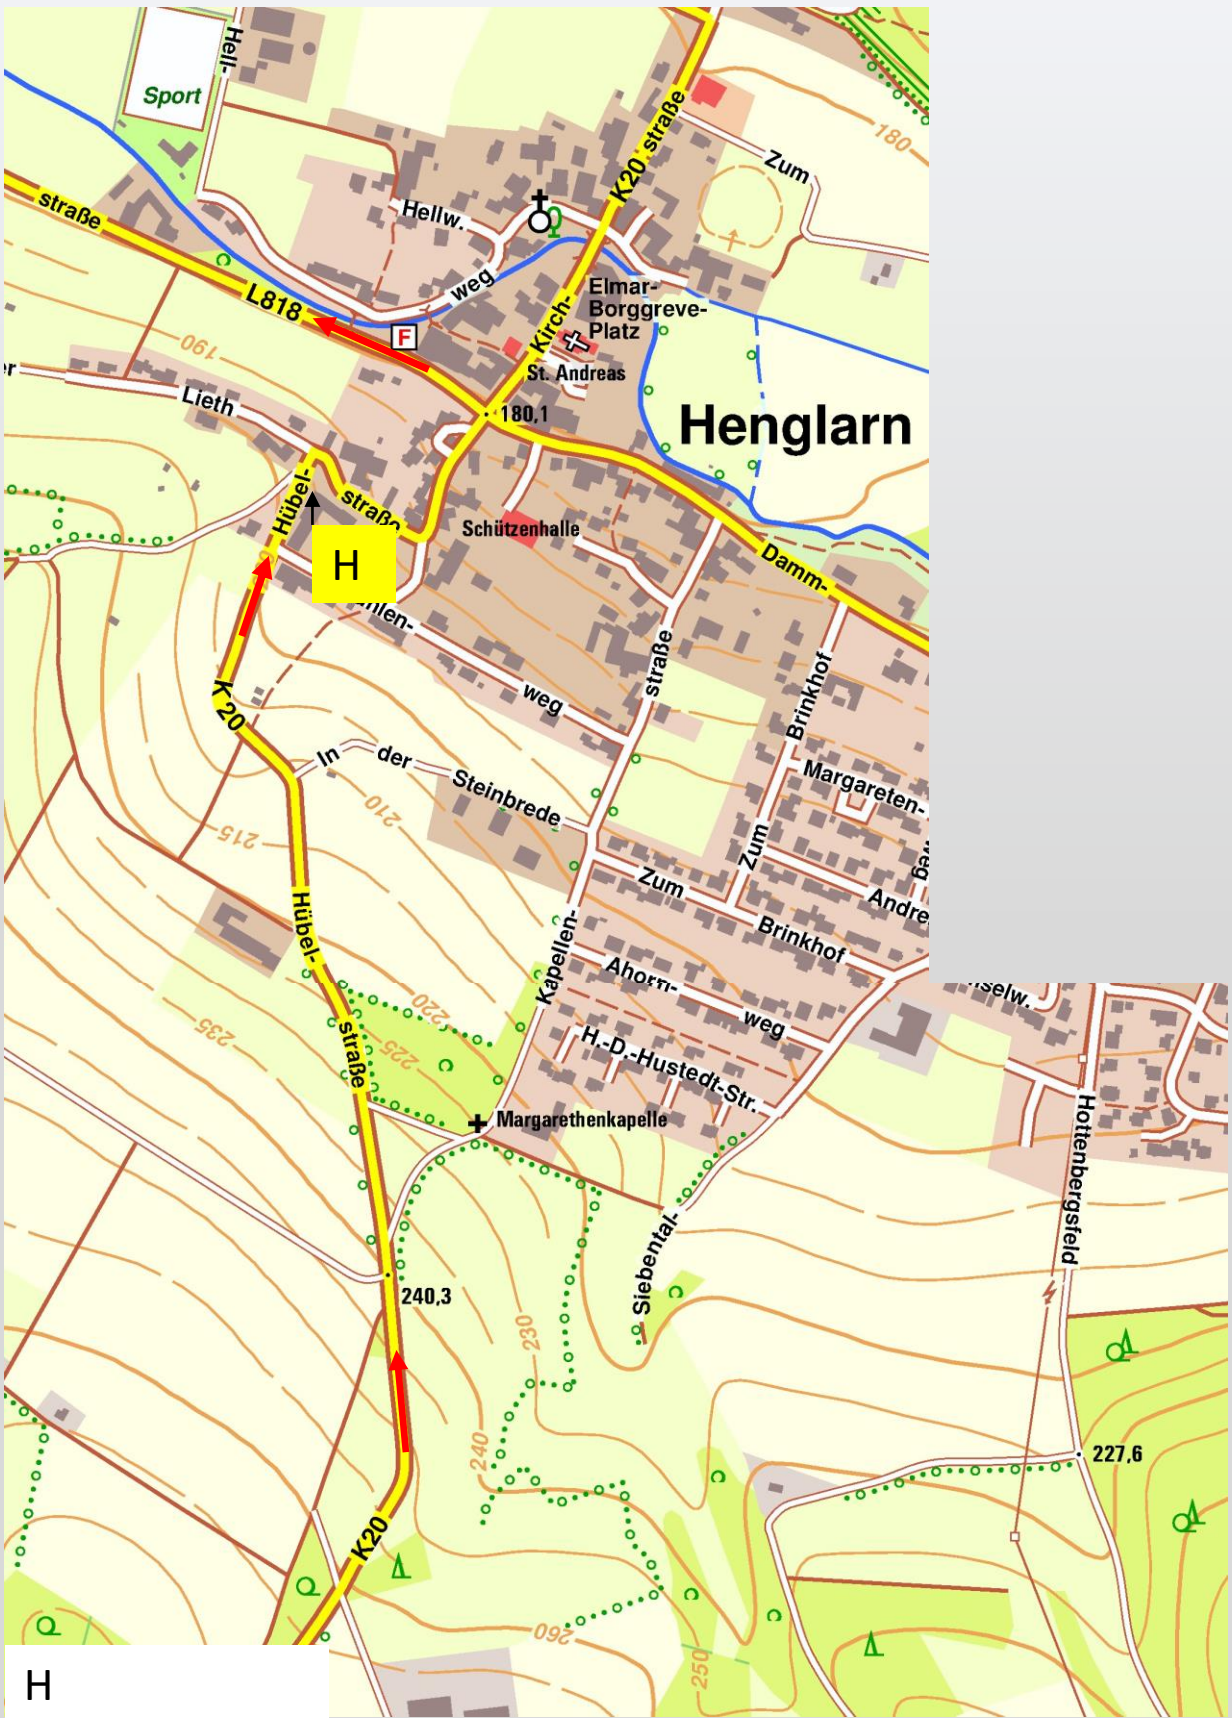 Hell-
Sport
K20 straße
180
Zum
straße
Hellw.
weg
Elmar-
Borggreve-
Platz
L818
Kirch-
F
190
St. Andreas
Lieth
180,1
Henglarn
Hübel-
straße
Schützenhalle
H
Damm-
hlen-
straße
weg
Brinkhof
K 20
In der Steinbrede
Margareten-
210
215
Zum
weg
Zum
Andre
Hübel-
Brinkhof
Kapellen-
Ahorn-
weg
220
235
225
straße
H.-D.-Hustedt-Str.
nselw.
Margarethenkapelle
Hottenbergsfeld
Siebental-
240,3
230
240
227,6
K20
260
250
H